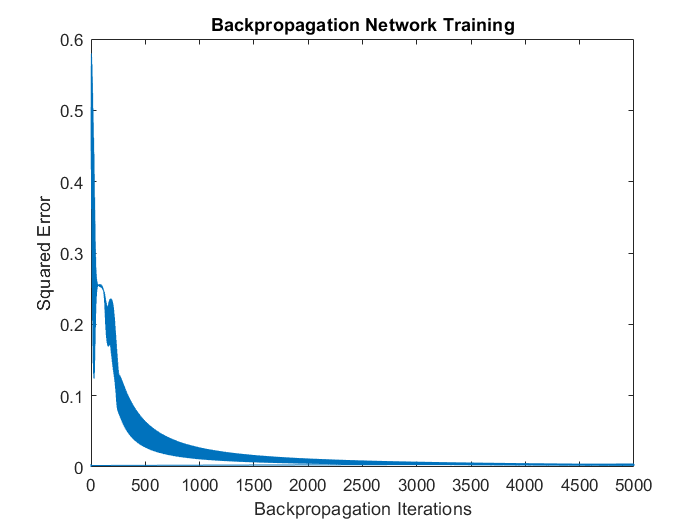 Backpropagation Network Training
Squared Error
0.6
0.5
0.4
0.3
0.2
0.1
0
0 500 1000 1500 2000 2500 3000 3500 4000 4500 5000
Backpropagation Iterations